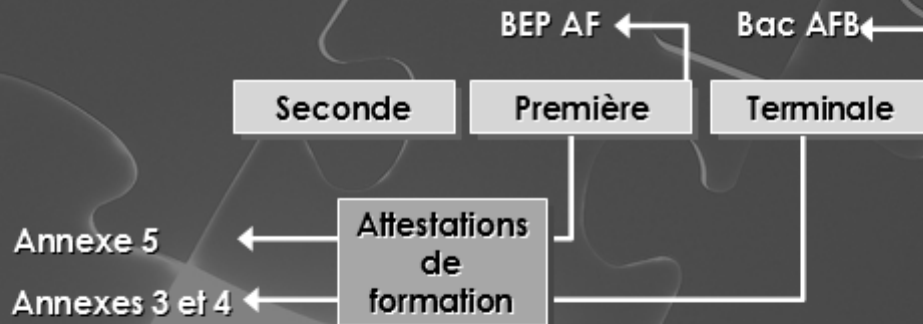 BEP AF Bac AFB
Seconde Première Terminale
Attestations
de
formation
Annexe 5
Annexes 3 et 4